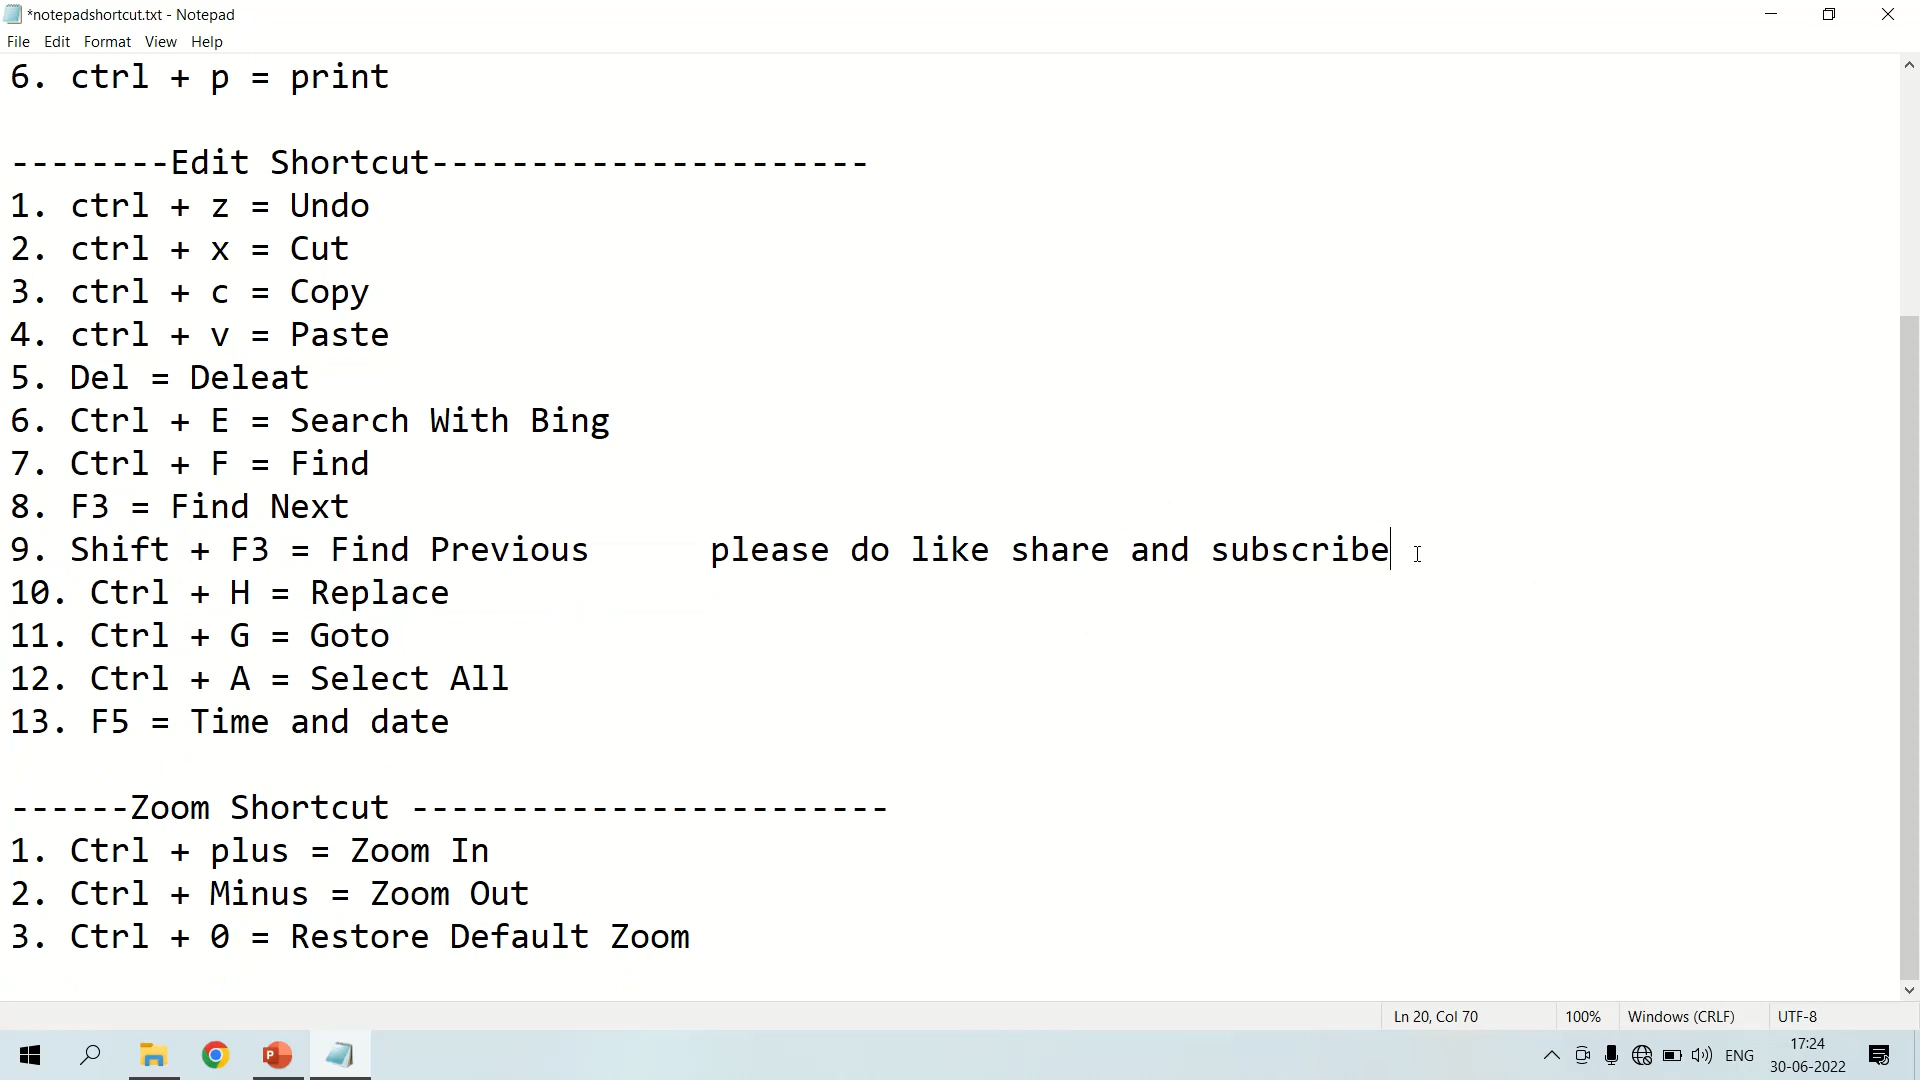 *notepadshortcut.txt - Notepad
File Edit Format View Help
6. ctrl + p = print
--------Edit Shortcut----------------------
1. ctrl + z = Undo
2. ctrl + x = Cut
3. ctrl + c = Copy
4. ctrl + v = Paste
5. Del = Deleat
6. Ctrl + E = Search With Bing
7. Ctrl + F = Find
8. F3 = Find Next
9. Shift + F3 = Find Previous      please do like share and subscribe
10. Ctrl + H = Replace
11. Ctrl + G = Goto
12. Ctrl + A = Select All
13. F5 = Time and date
------Zoom Shortcut ------------------------
1. Ctrl + plus = Zoom In
2. Ctrl + Minus = Zoom Out
3. Ctrl + 0 = Restore Default Zoom
Ln 20, Col 70 100% Windows (CRLF) UTF-8
P ENG 17:24
30-06-2022